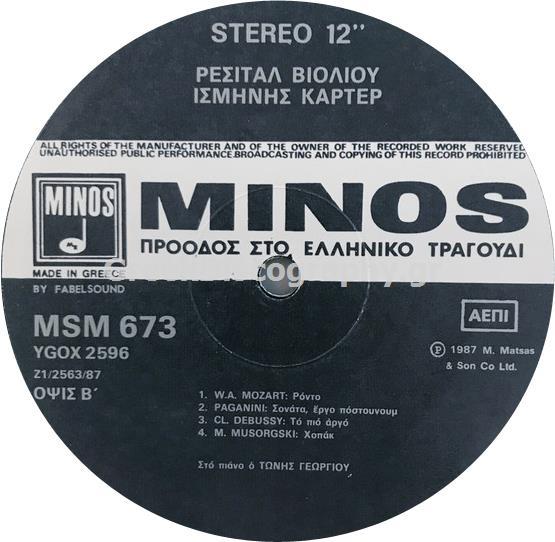 STEREO 12''
ΡΕΣΙΤΑΛ ΒΙΟΛΙΟΥ
ΙΣΜΗΝΗΣ ΚΑΡΤΕΡ
ALL RIGHTS OF THE MANUFACTURER AND OF THE OWNER OF THE RECORDED WORK RESERVED
UNAUTHORISED PUBLIC PERFORMANCE.BROADCASTING AND COPYING OF THIS RECORD PROHIBITED
MINOS
MINOS
ΠΡΟΟΔΟΣ ΣΤΟ ΕΛΛΗΝΙΚΟ ΤΡΑΓΟΥΔΙ
MADE IN GREECE
BY FABELSOUND
MSM 673
ΑΕΠΙ
YGOX 2596
Ⓟ 1987 M. Matsas
& Son Co Ltd.
Z1/2563/87
ΟΨΙΣ Β΄
1. W.A. MOZART: Ρόντο
2. PAGANINI: Σονάτα, ἔργο πόστουνουμ
3. CL. DEBUSSY: Τό πιό ἀργό
4. M. MUSORGSKI: Χοπάκ
Στό πιάνο ὁ ΤΩΝΗΣ ΓΕΩΡΓΙΟΥ